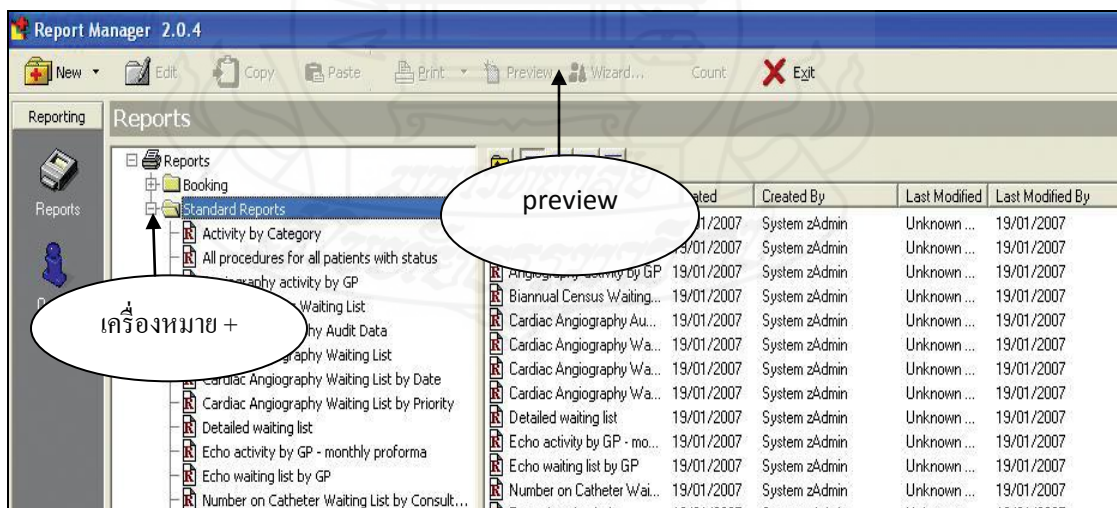 Report Manager 2.0.4
New Edit Copy Paste Print Preview Wizard... Count Exit
Reporting Reports
Reports
Reports
Booking
Standard Reports
Activity by Category
All procedures for all patients with status
activity by GP
Waiting List
Audit Data
Waiting List
Cardiac Angiography Waiting List by Date
Cardiac Angiography Waiting List by Priority
Detailed waiting list
Echo activity by GP - monthly proforma
Echo waiting list by GP
Number on Catheter Waiting List by Consult...
เครื่องหมาย +
preview
Created By Last Modified Last Modified By
System zAdmin Unknown ... 19/01/2007
System zAdmin Unknown ... 19/01/2007
Angiography activity by GP 19/01/2007 System zAdmin Unknown ... 19/01/2007
Biannual Census Waiting... 19/01/2007 System zAdmin Unknown ... 19/01/2007
Cardiac Angiography Au... 19/01/2007 System zAdmin Unknown ... 19/01/2007
Cardiac Angiography Wa... 19/01/2007 System zAdmin Unknown ... 19/01/2007
Cardiac Angiography Wa... 19/01/2007 System zAdmin Unknown ... 19/01/2007
Cardiac Angiography Wa... 19/01/2007 System zAdmin Unknown ... 19/01/2007
Detailed waiting list 19/01/2007 System zAdmin Unknown ... 19/01/2007
Echo activity by GP - mo... 19/01/2007 System zAdmin Unknown ... 19/01/2007
Echo waiting list by GP 19/01/2007 System zAdmin Unknown ... 19/01/2007
Number on Catheter Wai... 19/01/2007 System zAdmin Unknown ... 19/01/2007